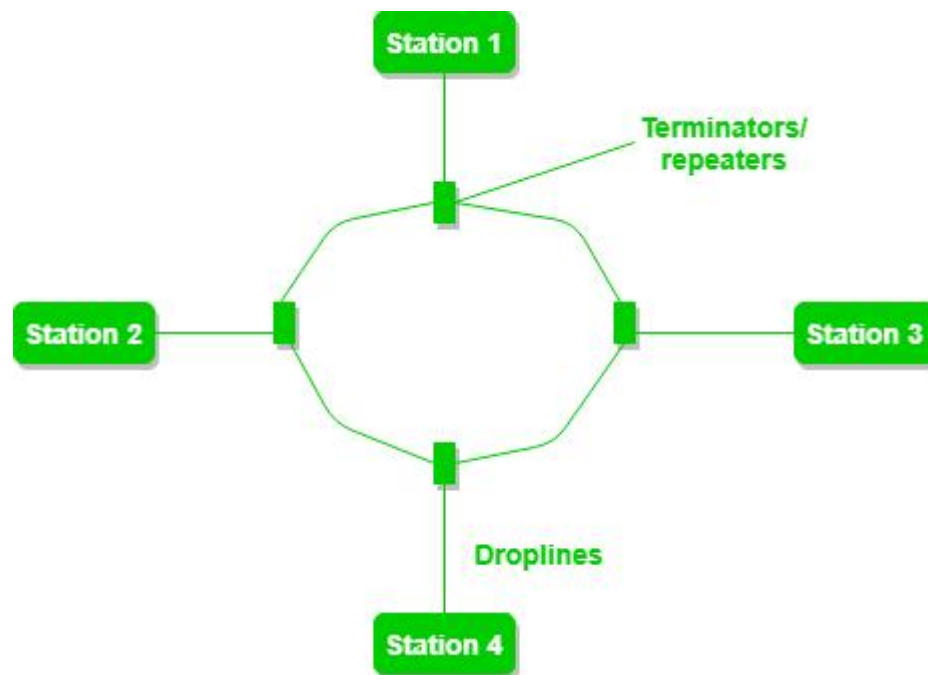 Station 1
Terminators/
repeaters
Station 2
Station 3
Droplines
Station 4